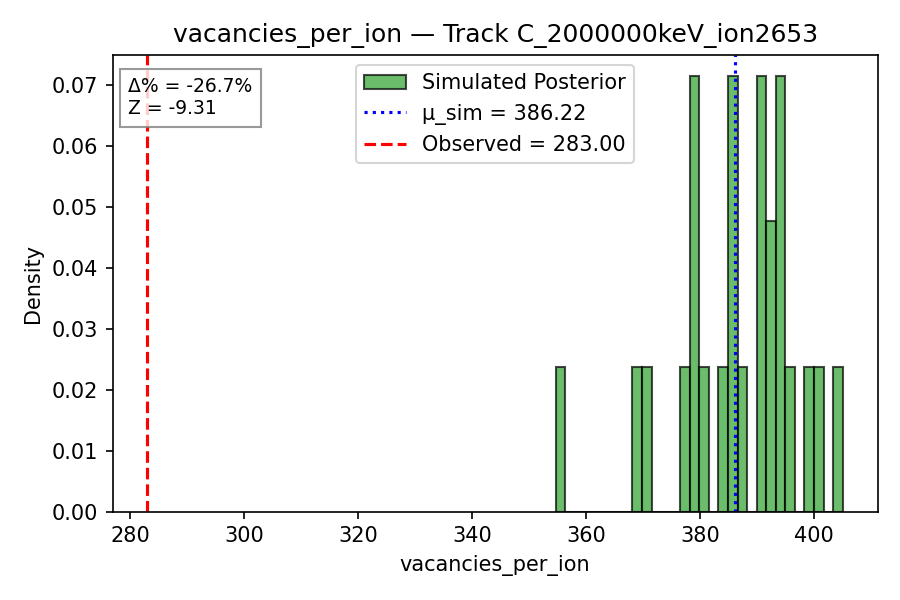 vacancies_per_ion — Track C_2000000keV_ion2653
Δ% = -26.7%
Z = -9.31
Simulated Posterior
μ_sim = 386.22
Observed = 283.00
0.07
0.06
0.05
0.04
0.03
0.02
0.01
0.00
Density
280 300 320 340 360 380 400
vacancies_per_ion